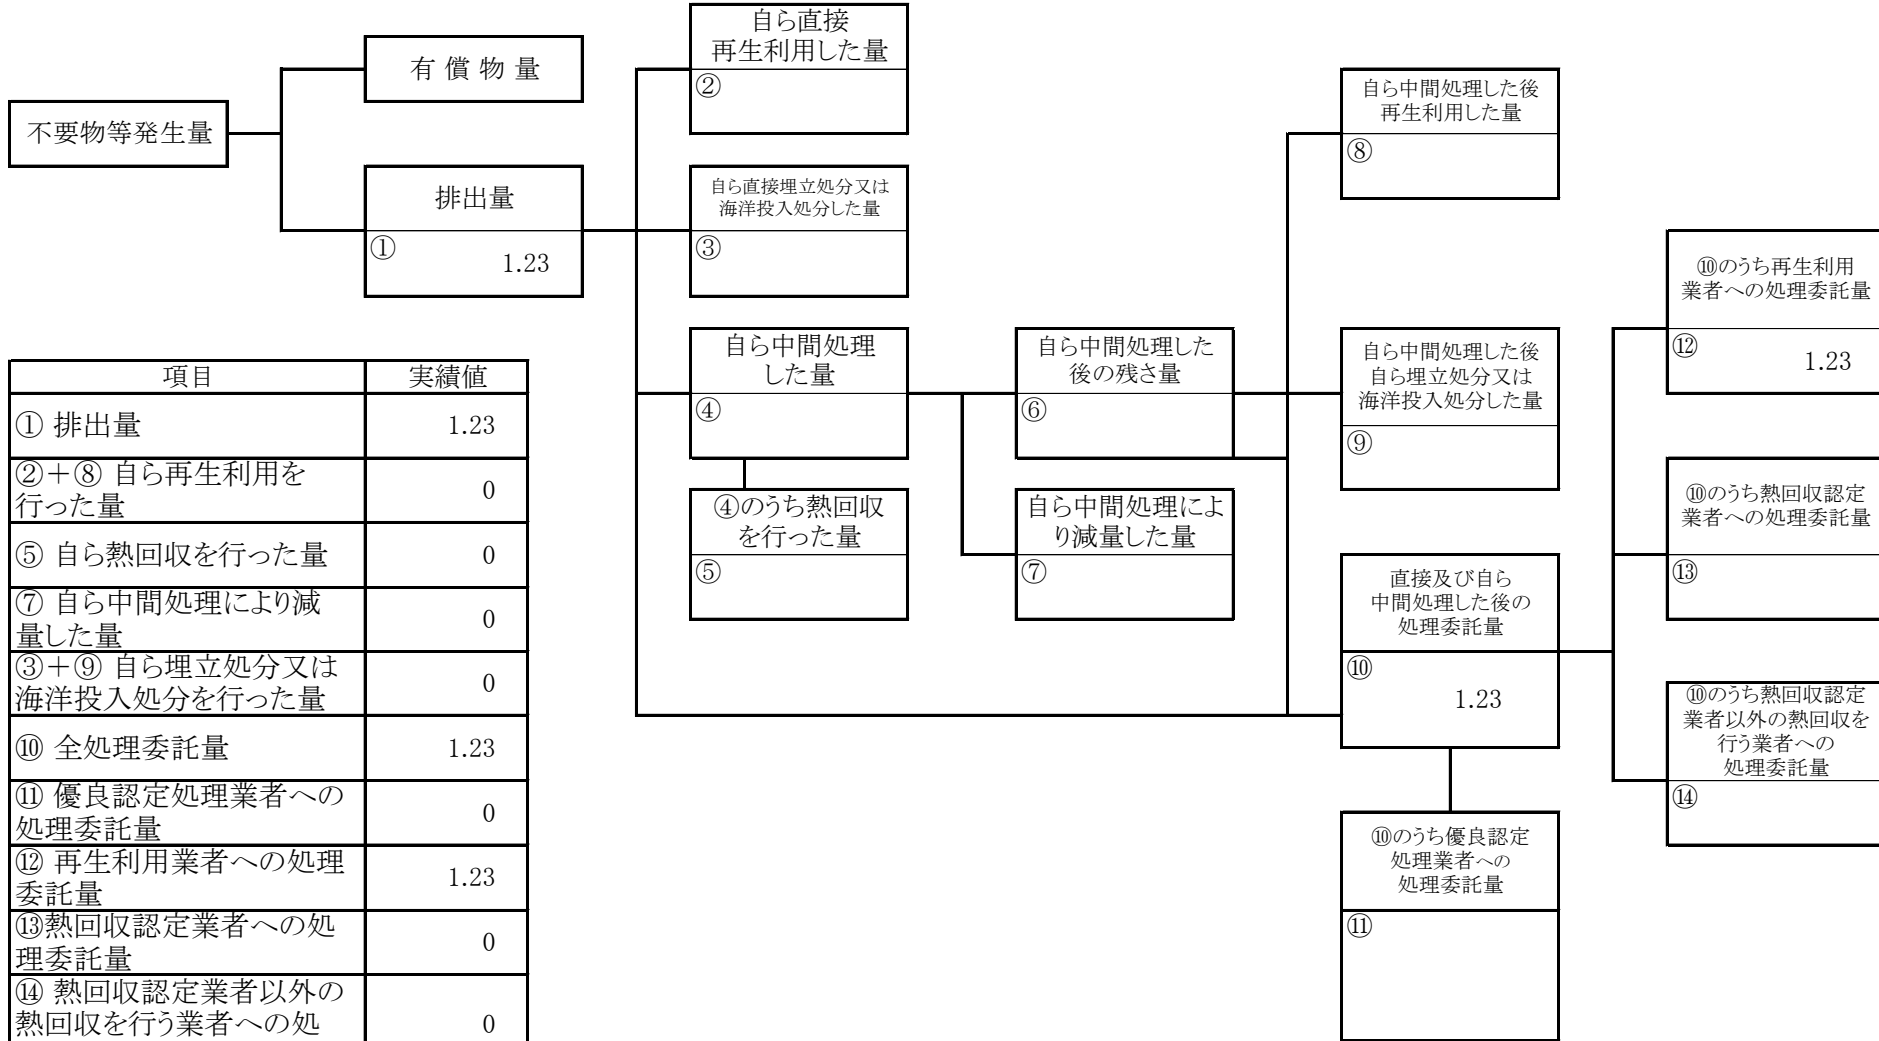 不要物等発生量
有 償 物 量
排出量
①
1.23
自ら直接
再生利用した量
②
自ら直接埋立処分又は
海洋投入処分した量
③
自ら中間処理
した量
④
④のうち熱回収
を行った量
⑤
自ら中間処理した
後の残さ量
⑥
自ら中間処理によ
り減量した量
⑦
自ら中間処理した後
再生利用した量
⑧
自ら中間処理した後
自ら埋立処分又は
海洋投入処分した量
⑨
直接及び自ら
中間処理した後の
処理委託量
⑩
1.23
⑩のうち優良認定
処理業者への
処理委託量
⑪
⑩のうち再生利用
業者への処理委託量
⑫
1.23
⑩のうち熱回収認定
業者への処理委託量
⑬
⑩のうち熱回収認定
業者以外の熱回収を
行う業者への
処理委託量
⑭
項目 実績値
① 排出量 1.23
②＋⑧ 自ら再生利用を
行った量 0
⑤ 自ら熱回収を行った量 0
⑦ 自ら中間処理により減
量した量 0
③＋⑨ 自ら埋立処分又は
海洋投入処分を行った量 0
⑩ 全処理委託量 1.23
⑪ 優良認定処理業者への
処理委託量 0
⑫ 再生利用業者への処理
委託量 1.23
⑬熱回収認定業者への処
理委託量 0
⑭ 熱回収認定業者以外の
熱回収を行う業者への処 0